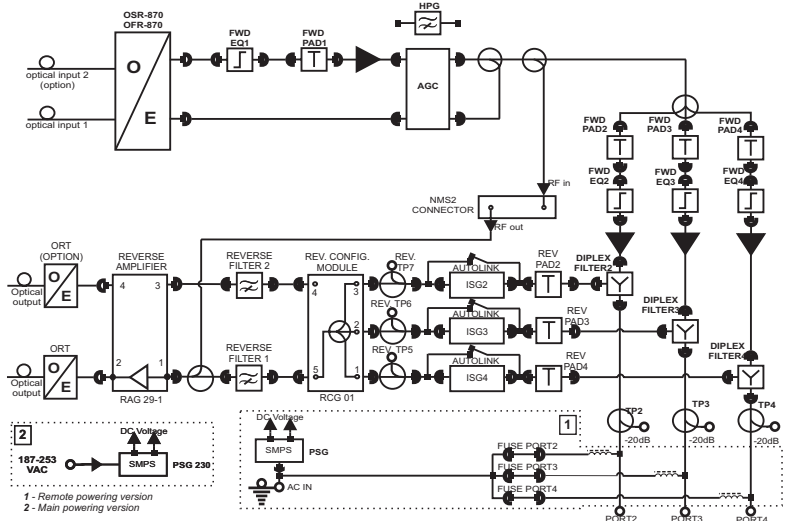 OSR-870
OFR-870
HPG
FWD
EQ1
FWD
PAD1
O
E
AGC
optical input 2
(option)
optical input 1
FWD
PAD2
FWD
PAD3
FWD
PAD4
T
T
T
T
FWD
EQ2
FWD
EQ3
FWD
EQ4
RF in
NMS2
CONNECTOR
RF out
ORT
(OPTION)
REVERSE
AMPLIFIER
REVERSE
FILTER 2
REV. CONFIG.
MODULE
REV.
TP7
AUTOLINK
ISG2
REV
PAD2
T
DIPLEX
FILTER2
Y
O
E
Optical
output
4
3
4
3
REV. TP6
AUTOLINK
ISG3
REV
PAD3
T
DIPLEX
FILTER3
Y
2
ORT
REVERSE
FILTER 1
REV. TP5
AUTOLINK
ISG4
REV
PAD4
T
DIPLEX
FILTER4
Y
O
E
Optical
output
2
1
5
1
RAG 29-1
RCG 01
TP2
TP3
TP4
-20dB
-20dB
-20dB
2
DC Voltage
187-253
VAC
SMPS
PSG 230
1 - Remote powering version
2 - Main powering version
DC Voltage
SMPS
PSG
AC IN
1
FUSE PORT2
FUSE PORT3
FUSE PORT4
PORT2
PORT3
PORT4